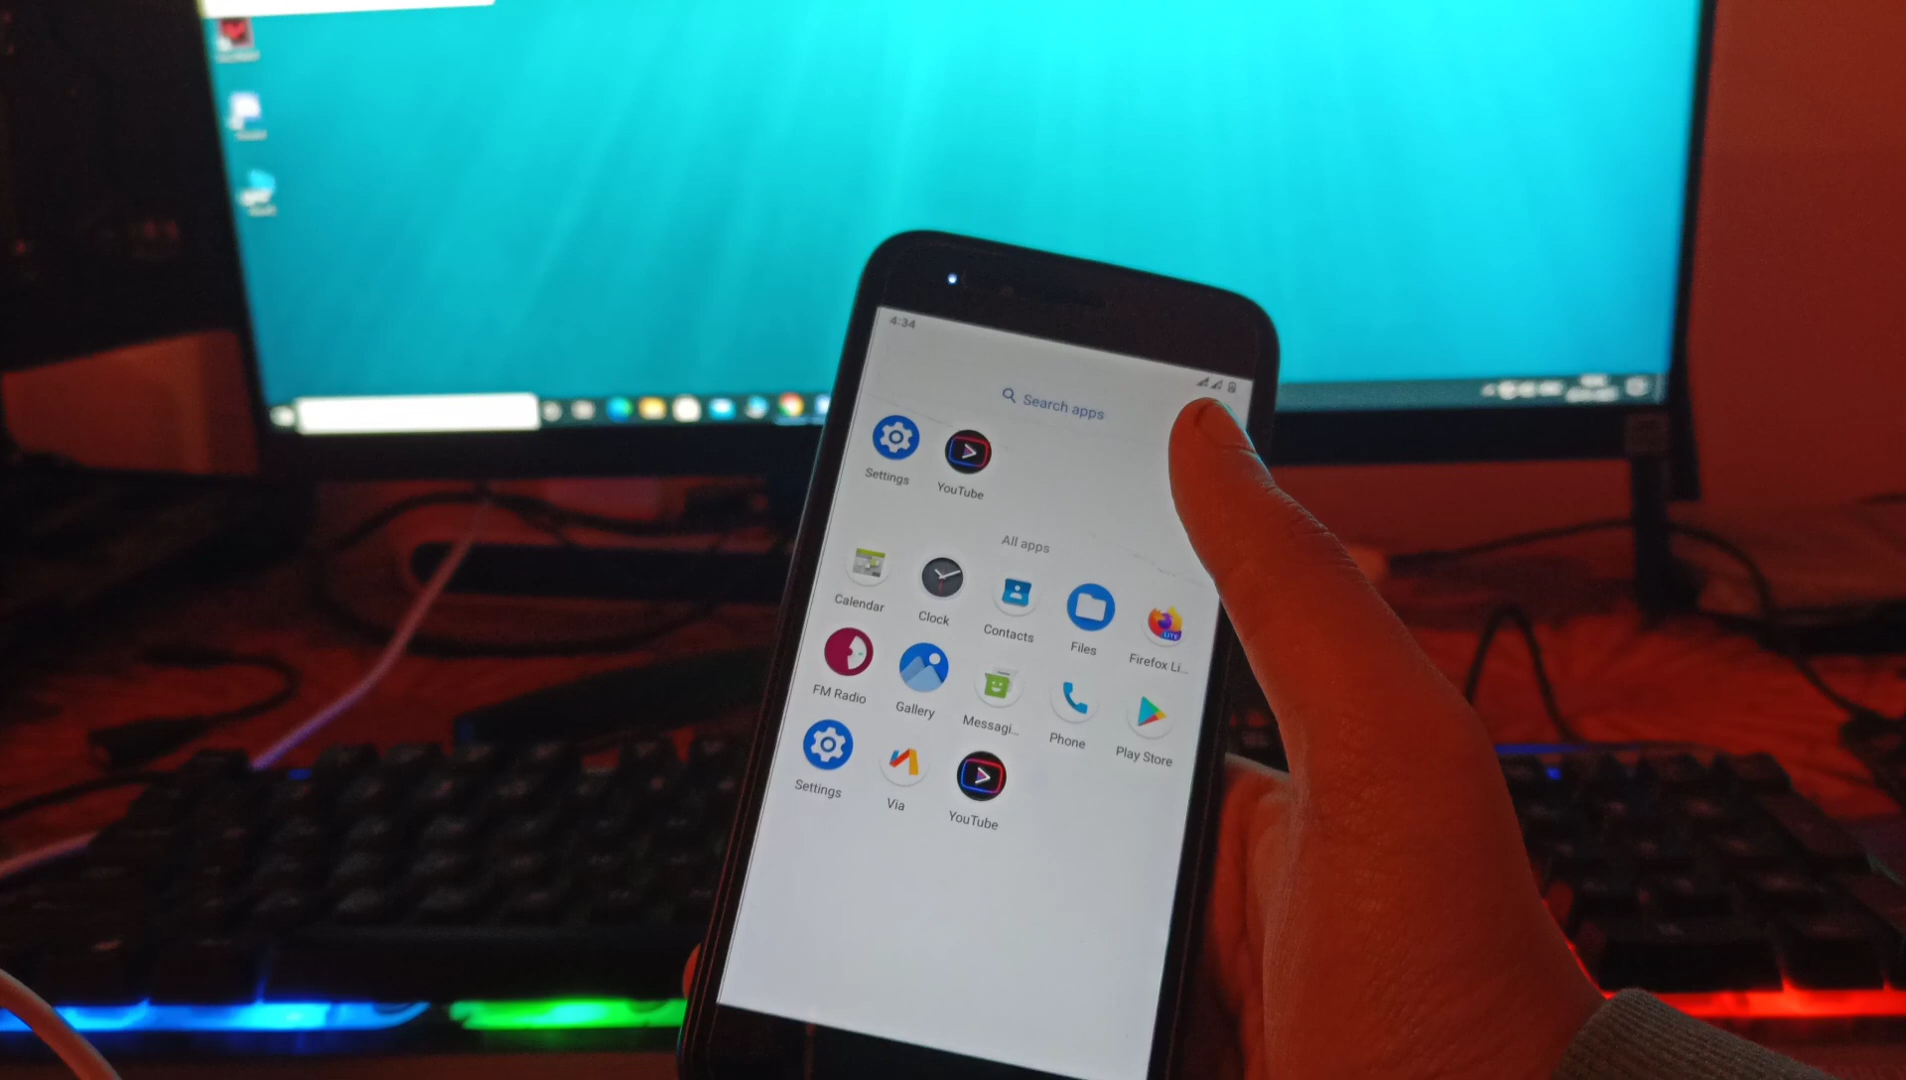 4:34
Search apps
Settings
YouTube
All apps
Calendar
Clock
Contacts
Files
Firefox Li...
LITE
FM Radio
Gallery
Messagi...
Phone
Play Store
Settings
Via
YouTube